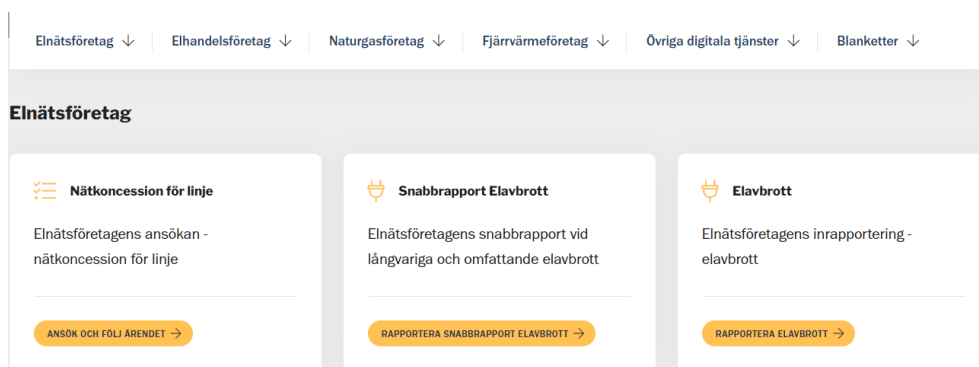 Elnätsföretag ↓ Elhandelsföretag ↓ Naturgasföretag ↓ Fjärrvärmeföretag ↓ Övriga digitala tjänster ↓ Blanketter ↓
Elnätsföretag
Nätkoncession för linje
Elnätsföretagens ansökan -
nätkoncession för linje
ANSÖK OCH FÖLJ ÄRENDET →
Snabbrapport Elavbrott
Elnätsföretagens snabbrapport vid
långvariga och omfattande elavbrott
RAPPORTERA SNABBRAPPORT ELAVBROTT →
Elavbrott
Elnätsföretagens inrapportering -
elavbrott
RAPPORTERA ELAVBROTT →